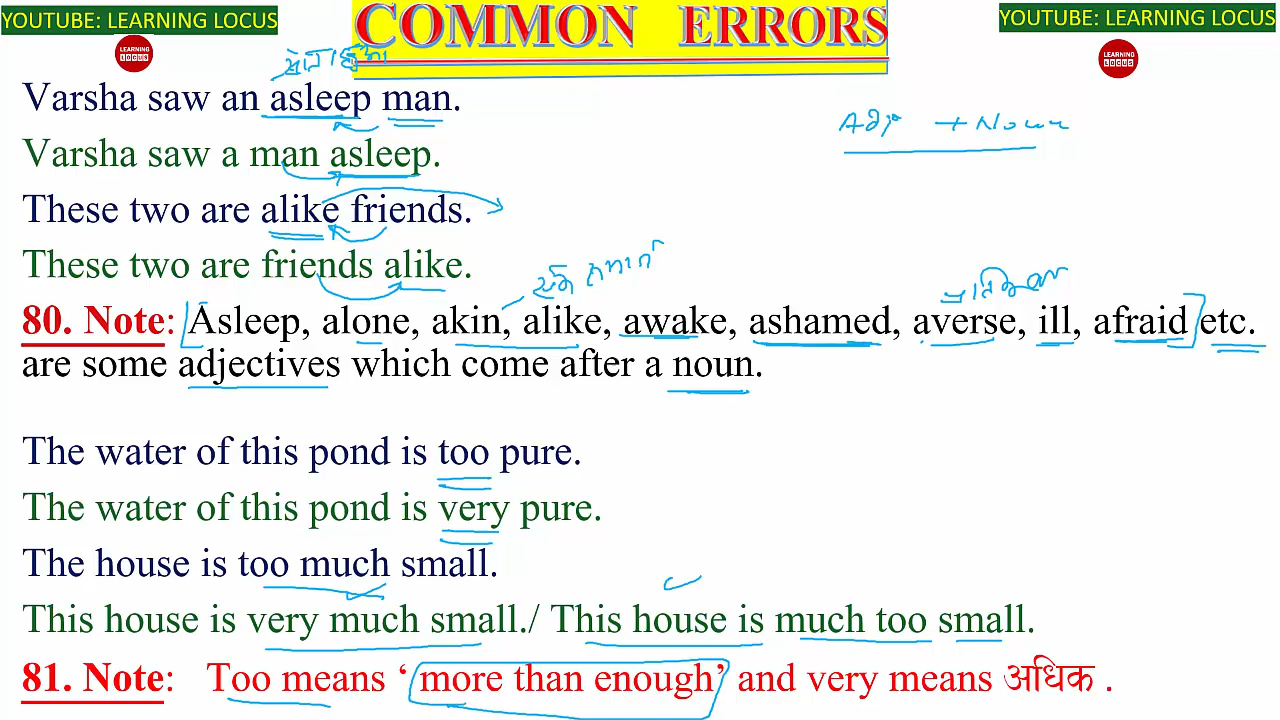 YOUTUBE: LEARNING LOCUS
COMMON ERRORS
YOUTUBE: LEARNING LOCUS
LEARNING
LOCUS
LEARNING
LOCUS
Varsha saw an asleep man.
Adj + Noun
Varsha saw a man asleep.
These two are alike friends.
These two are friends alike.
80. Note: Asleep, alone, akin, alike, awake, ashamed, averse, ill, afraid etc.
are some adjectives which come after a noun.
The water of this pond is too pure.
The water of this pond is very pure.
The house is too much small.
This house is very much small./ This house is much too small.
81. Note: Too means ‘ more than enough’ and very means अधिक .